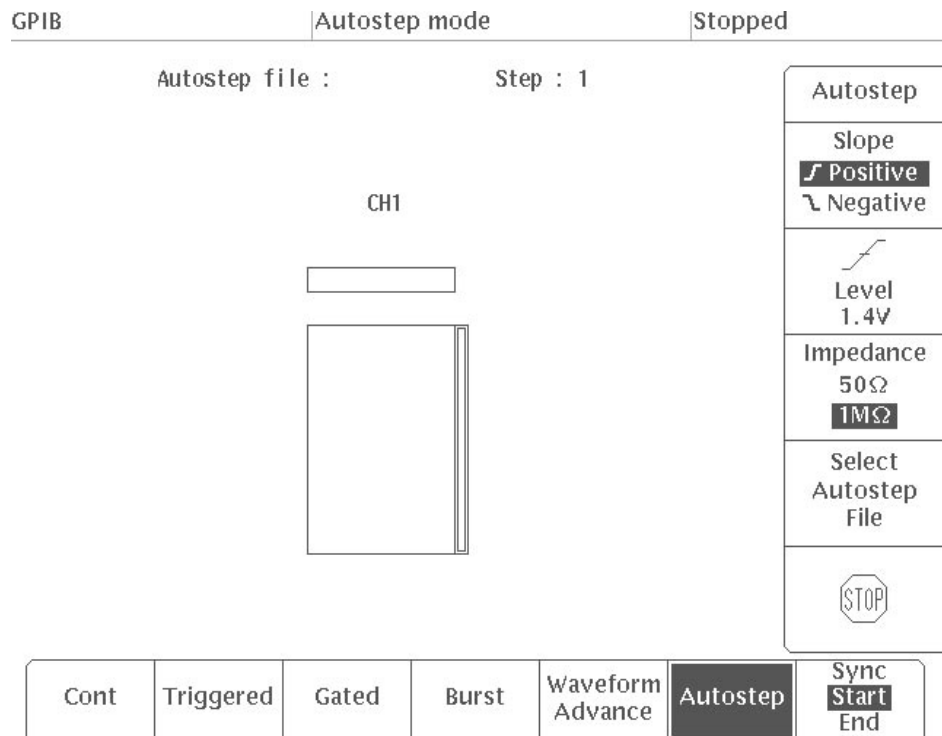 GPIB
Autostep mode
Stopped
Autostep file :
Step : 1
CH1
Autostep
Slope
Positive
Negative
Level
1.4V
Impedance
50Ω
1MΩ
Select
Autostep
File
STOP
Cont
Triggered
Gated
Burst
Waveform
Advance
Autostep
Sync
Start
End